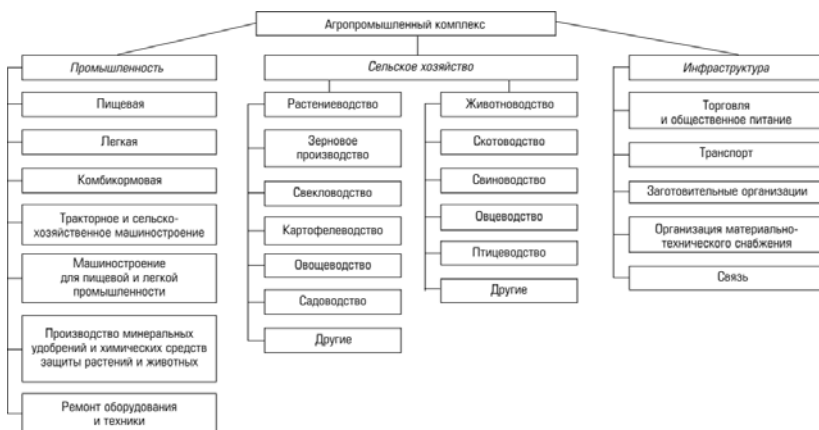 Агропромышленный комплекс
Промышленность
Пищевая
Легкая
Комбикормовая
Тракторное и сельско-
хозяйственное машиностроение
Машиностроение
для пищевой и легкой
промышленности
Производство минеральных
удобрений и химических средств
защиты растений и животных
Ремонт оборудования
и техники
Сельское хозяйство
Растениеводство
Зерновое
производство
Свекловодство
Картофелеводство
Овощеводство
Садоводство
Другие
Животноводство
Скотоводство
Свиноводство
Овцеводство
Птицеводство
Другие
Инфраструктура
Торговля
и общественное питание
Транспорт
Заготовительные организации
Организация материально-
технического снабжения
Связь